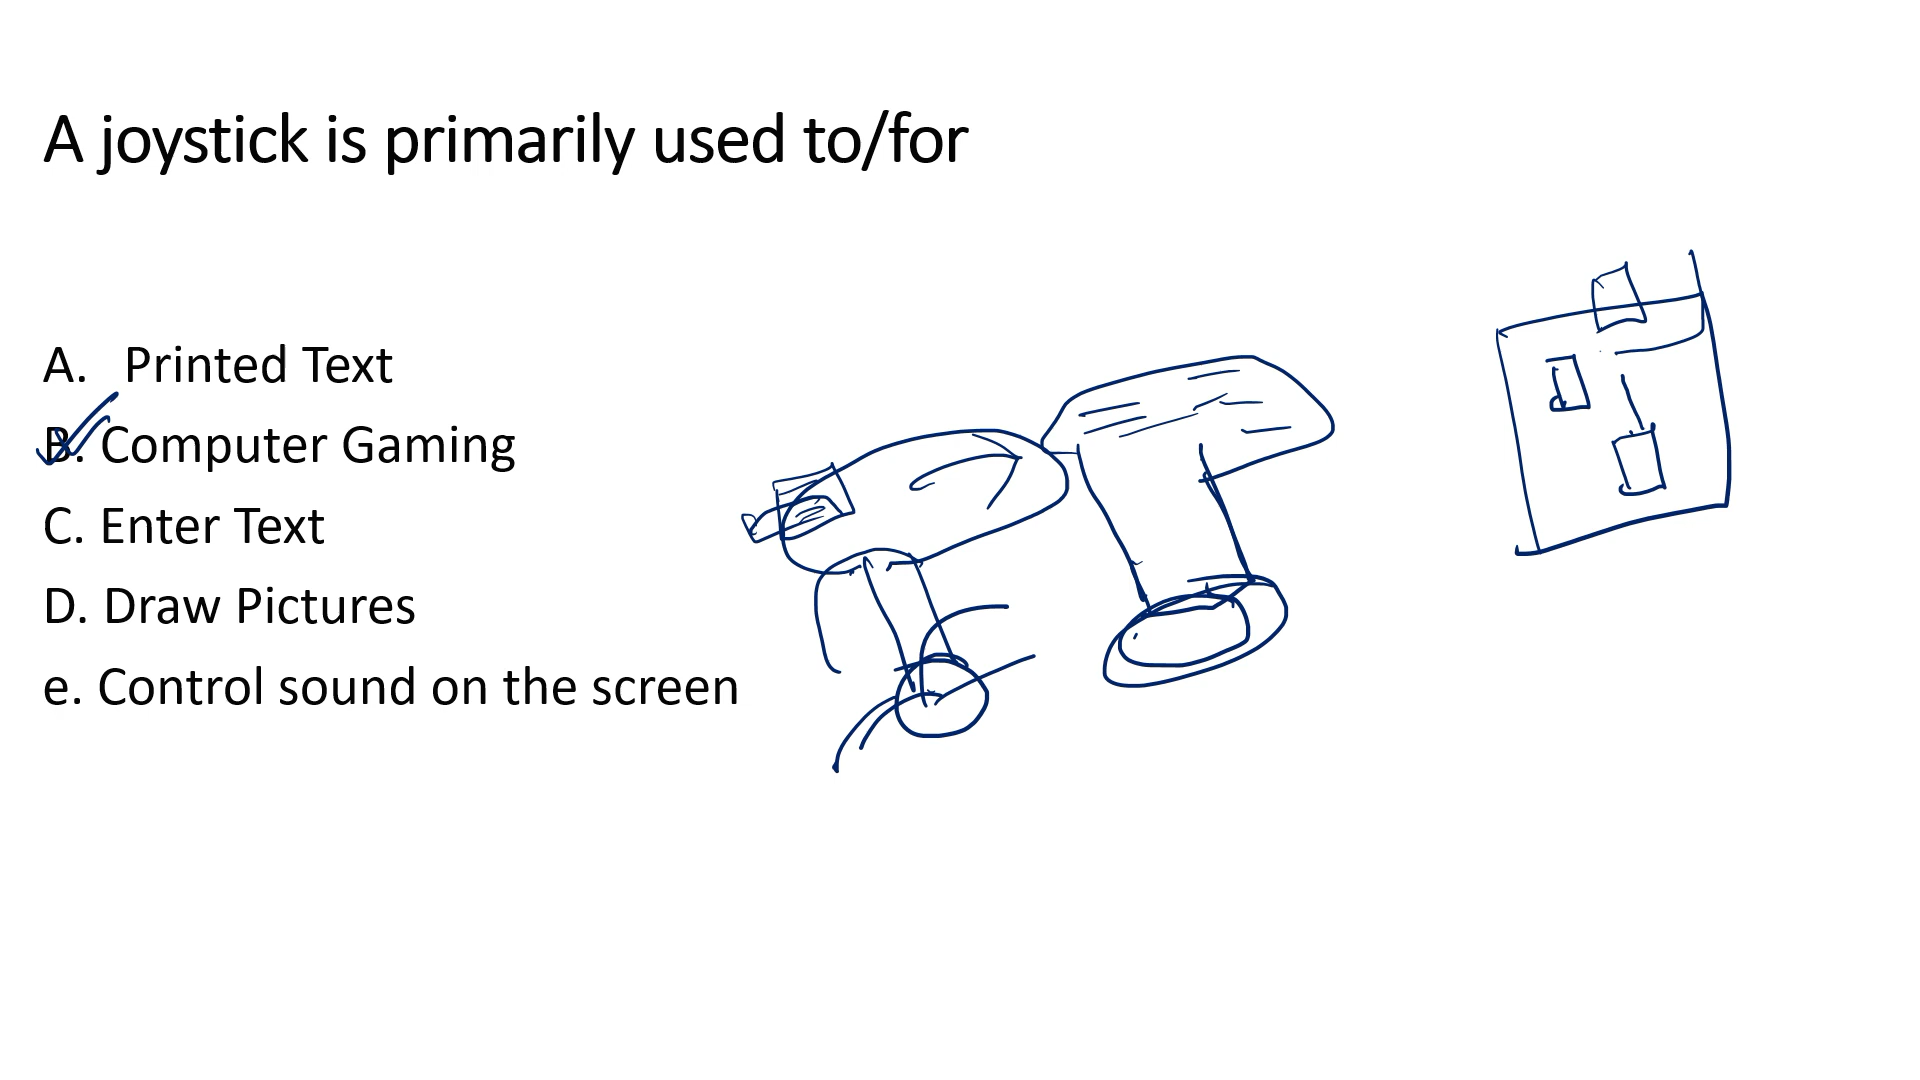 A joystick is primarily used to/for
A. Printed Text
B. Computer Gaming
C. Enter Text
D. Draw Pictures
e. Control sound on the screen